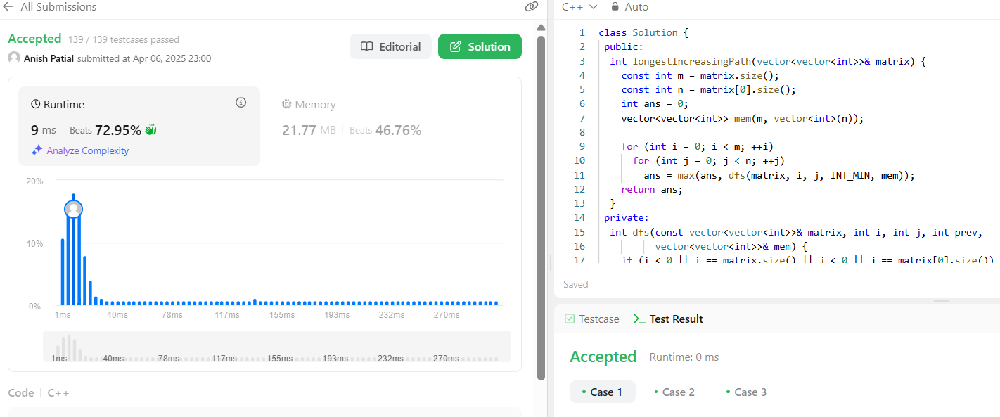 All Submissions
Accepted 139 / 139 testcases passed
Anish Patial submitted at Apr 06, 2025 23:00
Editorial
Solution
Runtime
9 ms Beats 72.95%
Analyze Complexity
Memory
21.77 MB Beats 46.76%
20%
10%
0%
1ms 40ms 78ms 117ms 155ms 193ms 232ms 270ms
1ms 40ms 78ms 117ms 155ms 193ms 232ms 270ms
Code C++
C++ Auto
1 class Solution {
2 public:
3 int longestIncreasingPath(vector<vector<int>>& matrix) {
4 const int m = matrix.size();
5 const int n = matrix[0].size();
6 int ans = 0;
7 vector<vector<int>> mem(m, vector<int>(n));
8
9 for (int i = 0; i < m; ++i)
10 for (int j = 0; j < n; ++j)
11 ans = max(ans, dfs(matrix, i, j, INT_MIN, mem));
12 return ans;
13 }
14 private:
15 int dfs(const vector<vector<int>>& matrix, int i, int j, int prev,
16 vector<vector<int>>& mem) {
17 if (i < 0 || i == matrix.size() || j < 0 || j == matrix[0].size())
Saved
Testcase Test Result
Accepted Runtime: 0 ms
Case 1 Case 2 Case 3